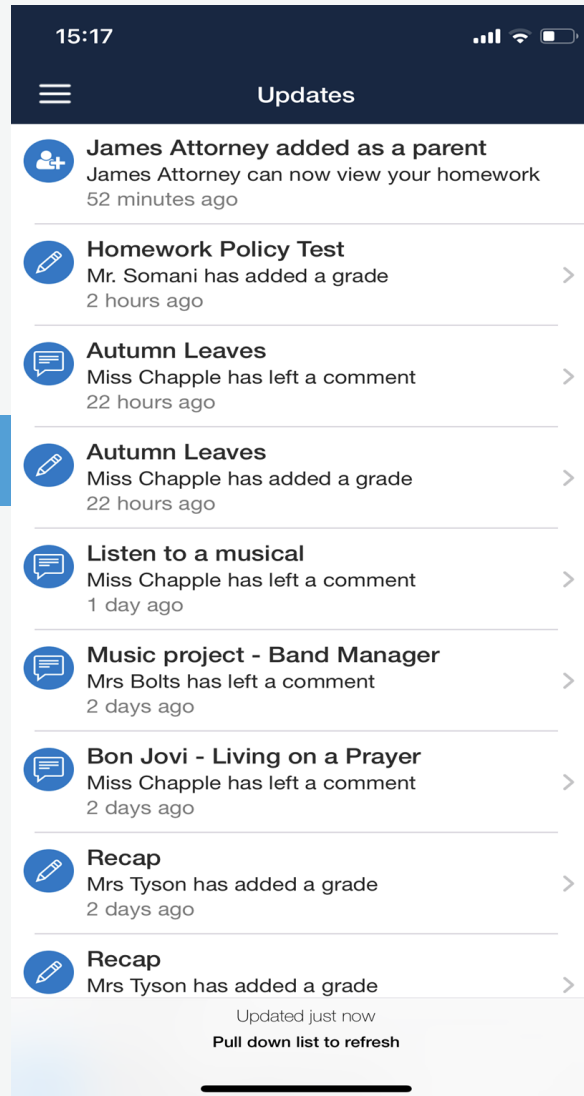 15:17
Updates
James Attorney added as a parent
James Attorney can now view your homework
52 minutes ago
Homework Policy Test
Mr. Somani has added a grade
2 hours ago
Autumn Leaves
Miss Chapple has left a comment
22 hours ago
Autumn Leaves
Miss Chapple has added a grade
22 hours ago
Listen to a musical
Miss Chapple has left a comment
1 day ago
Music project - Band Manager
Mrs Bolts has left a comment
2 days ago
Bon Jovi - Living on a Prayer
Miss Chapple has left a comment
2 days ago
Recap
Mrs Tyson has added a grade
2 days ago
Recap
Mrs Tyson has added a grade
Updated just now
Pull down list to refresh